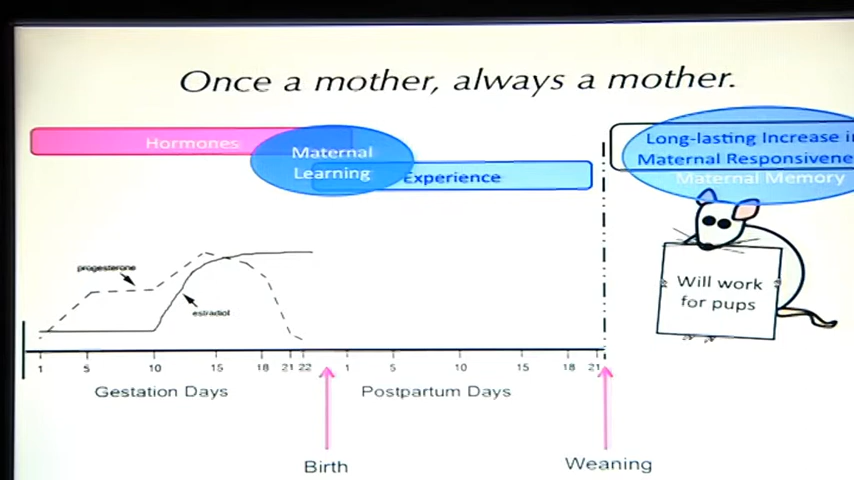 Once a mother, always a mother.
Hormones
Maternal
Learning
Experience
Long-lasting Increase in
Maternal Responsivene
Maternal Memory
progesterone
estradiol
Will work
for pups
1 5 10 15 18 21 22 1 5 10 15 18 21
Gestation Days
Postpartum Days
Birth
Weaning